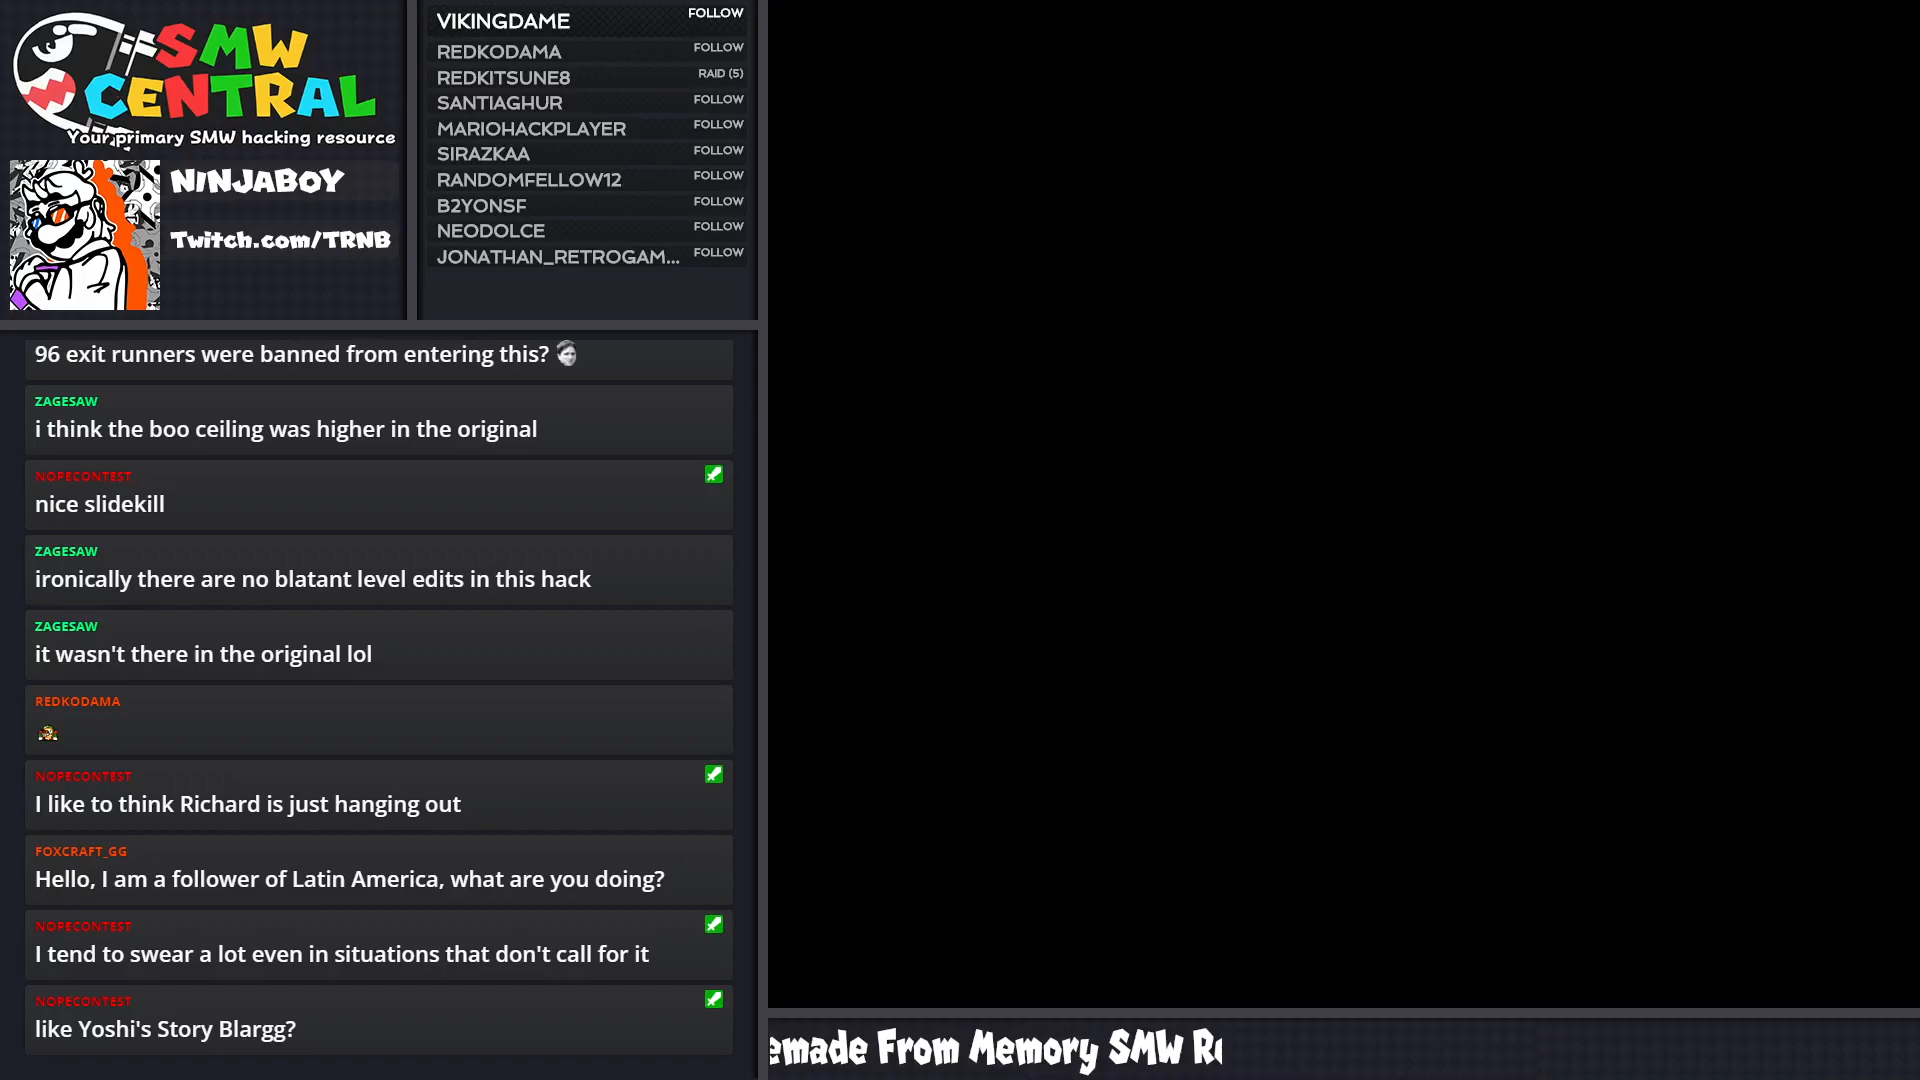 SMW
CENTRAL
Your primary SMW hacking resource
NINJABOY
Twitch.com/TRNB
VIKINGDAME FOLLOW
REDKODAMA FOLLOW
REDKITSUNE8 RAID (5)
SANTIAGHUR FOLLOW
MARIOHACKPLAYER FOLLOW
SIRAZKAA FOLLOW
RANDOMFELLOW12 FOLLOW
B2YONSF FOLLOW
NEODOLCE FOLLOW
JONATHAN_RETROGAM... FOLLOW
96 exit runners were banned from entering this?
ZAGESAW
i think the boo ceiling was higher in the original
NOPECONTEST
nice slidekill
ZAGESAW
ironically there are no blatant level edits in this hack
ZAGESAW
it wasn't there in the original lol
REDKODAMA
NOPECONTEST
I like to think Richard is just hanging out
FOXCRAFT_GG
Hello, I am a follower of Latin America, what are you doing?
NOPECONTEST
I tend to swear a lot even in situations that don't call for it
NOPECONTEST
like Yoshi's Story Blargg?
emade From Memory SMW Re